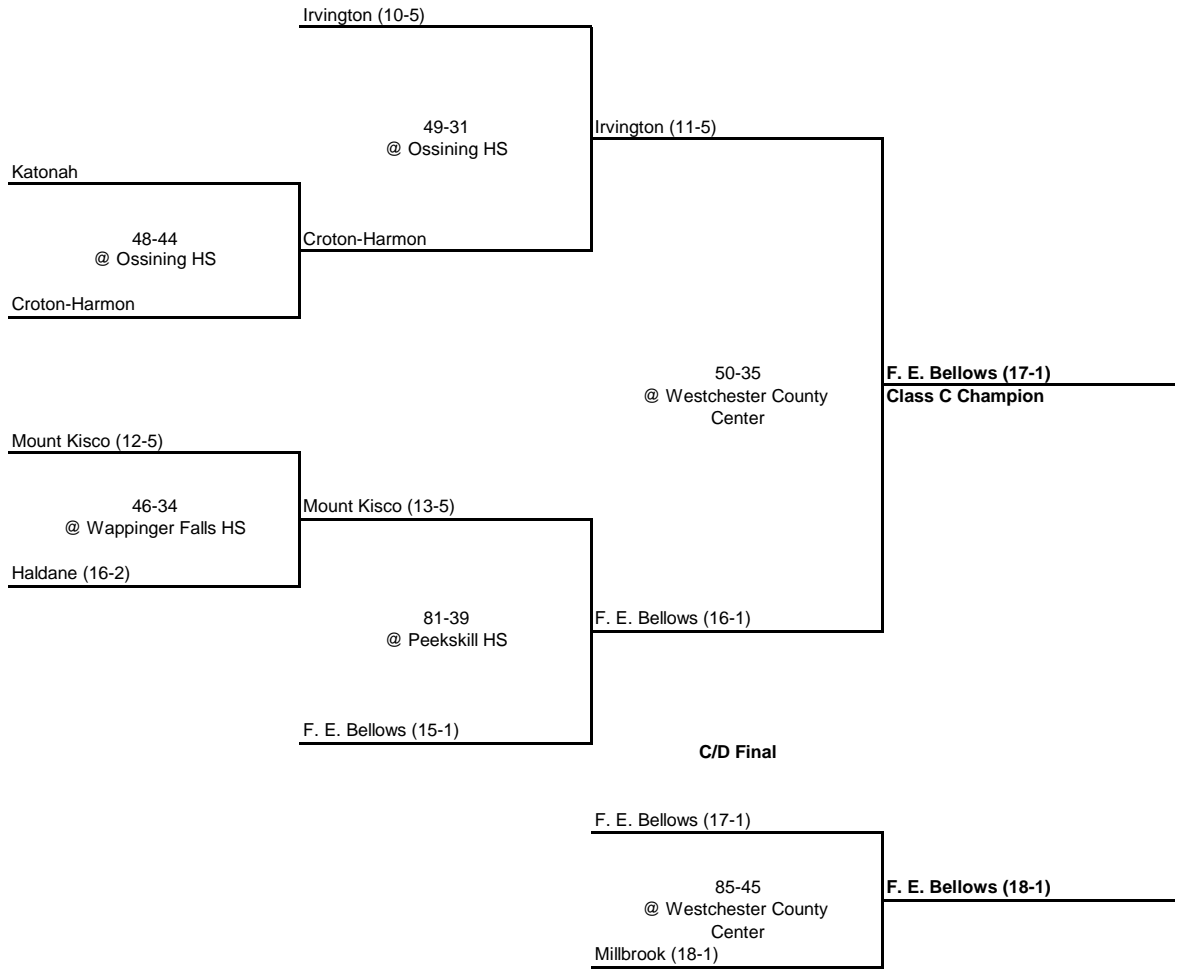 Irvington (10-5)
49-31
@ Ossining HS
Irvington (11-5)
Katonah
48-44
@ Ossining HS
Croton-Harmon
Croton-Harmon
50-35
@ Westchester County
Center
F. E. Bellows (17-1)
Class C Champion
Mount Kisco (12-5)
46-34
@ Wappinger Falls HS
Mount Kisco (13-5)
Haldane (16-2)
81-39
@ Peekskill HS
F. E. Bellows (16-1)
F. E. Bellows (15-1)
C/D Final
F. E. Bellows (17-1)
85-45
@ Westchester County
Center
F. E. Bellows (18-1)
Millbrook (18-1)